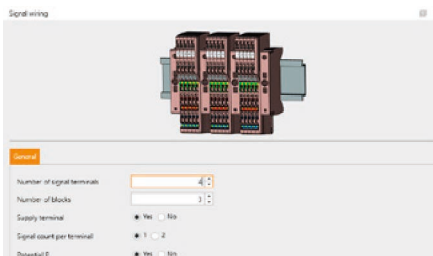 Signal wiring
General
Number of signal terminals 4
Number of blocks 3
Supply terminal Yes No
Signal count per terminal 1 2
Potential P Yes No